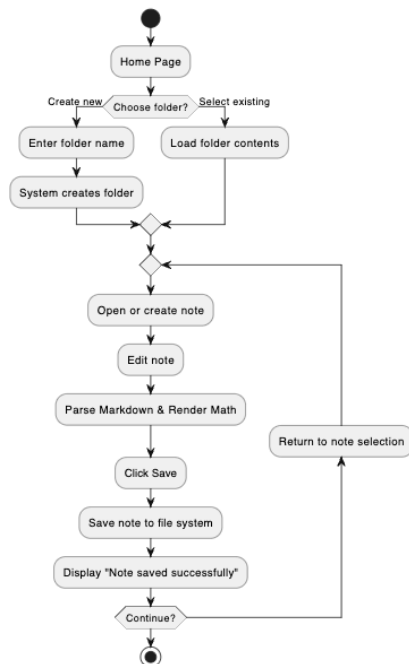 Home Page
Create new
Choose folder?
Select existing
Enter folder name
Load folder contents
System creates folder
Open or create note
Edit note
Parse Markdown & Render Math
Return to note selection
Click Save
Save note to file system
Display "Note saved successfully"
Continue?